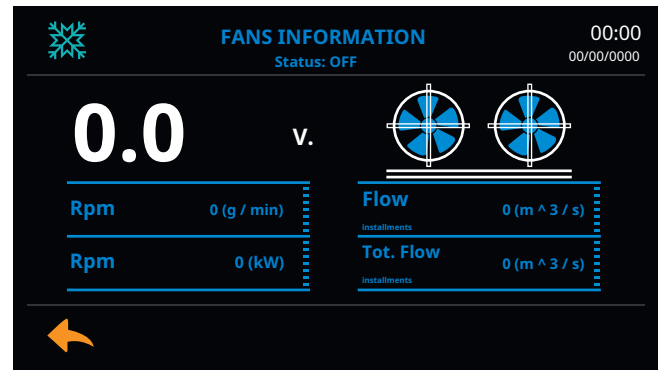 FANS INFORMATION
Status: OFF
00:00
00/00/0000
0.0
V.
Rpm
0 (g / min)
Rpm
0 (kW)
Flow
installments
0 (m ^ 3 / s)
Tot. Flow
installments
0 (m ^ 3 / s)